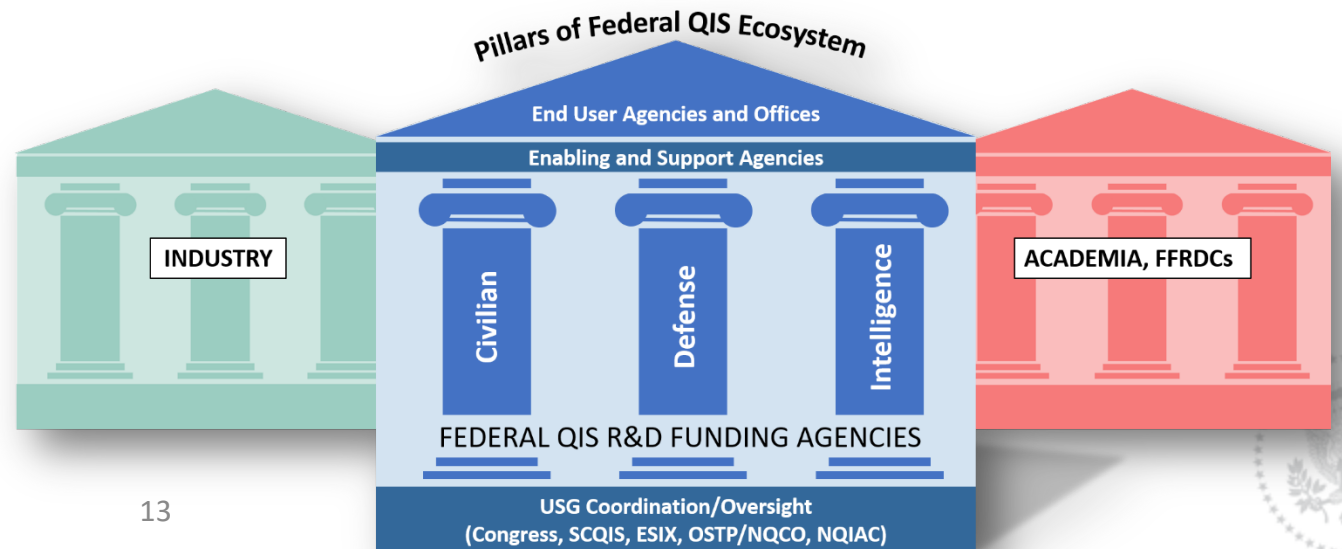 Pillars of Federal QIS Ecosystem
End User Agencies and Offices
Enabling and Support Agencies
INDUSTRY
Civilian
Defense
Intelligence
ACADEMIA, FFRDCs
FEDERAL QIS R&D FUNDING AGENCIES
USG Coordination/Oversight
(Congress, SCQIS, ESIX, OSTP/NQCO, NQIAC)
13